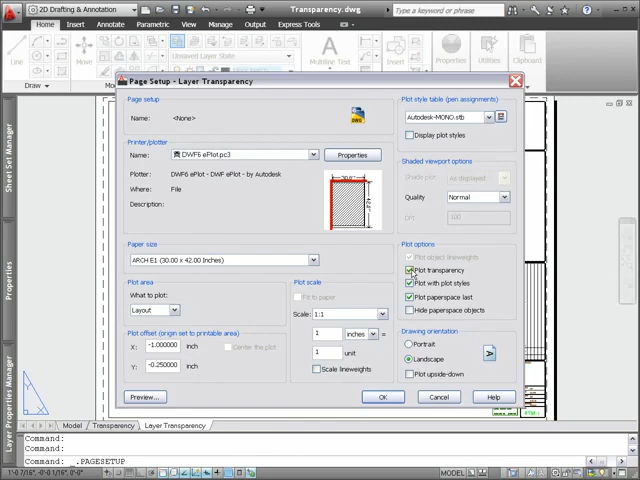 2D Drafting & Annotation
Transparency.dwg
Type a keyword or phrase
Home Insert Annotate Parametric View Manage Output Express Tools
Line
Multiline Text
Properties
Utilities
Draw
Page Setup - Layer Transparency
Page setup
Name: <None>
Printer/plotter
Name: DWF6 ePlot.pc3
Properties
Plotter: DWF6 ePlot - DWF ePlot - by Autodesk
Where: File
Description:
Paper size
ARCH E1 (30.00 x 42.00 Inches)
Plot area
What to plot:
Layout
Plot offset (origin set to printable area)
X: -1.000000 inch
Center the plot
Y: -0.250000 inch
Plot scale
Fit to paper
Scale: 1:1
1 inches =
1 unit
Scale lineweights
Plot style table (pen assignments)
Autodesk-MONO.stb
Display plot styles
Shaded viewport options
Shade plot As displayed
Quality Normal
DPI 100
Plot options
Plot object lineweights
Plot transparency
Plot with plot styles
Plot paperspace last
Hide paperspace objects
Drawing orientation
Portrait
Landscape
Plot upside-down
A
Preview...
OK
Cancel
Help
Sheet Set Manager
Properties
Layer Properties Manager
Model Transparency Layer Transparency
Command:
Command:
Command: _.PAGESETUP
MODEL